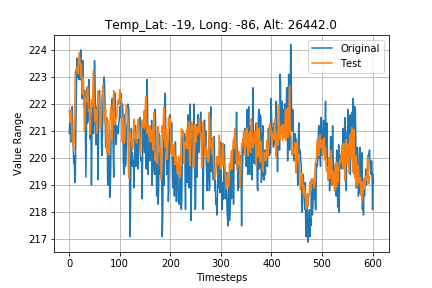 Temp_Lat: -19, Long: -86, Alt: 26442.0
Original
Test
Value Range
224
223
222
221
220
219
218
217
0 100 200 300 400 500 600
Timesteps